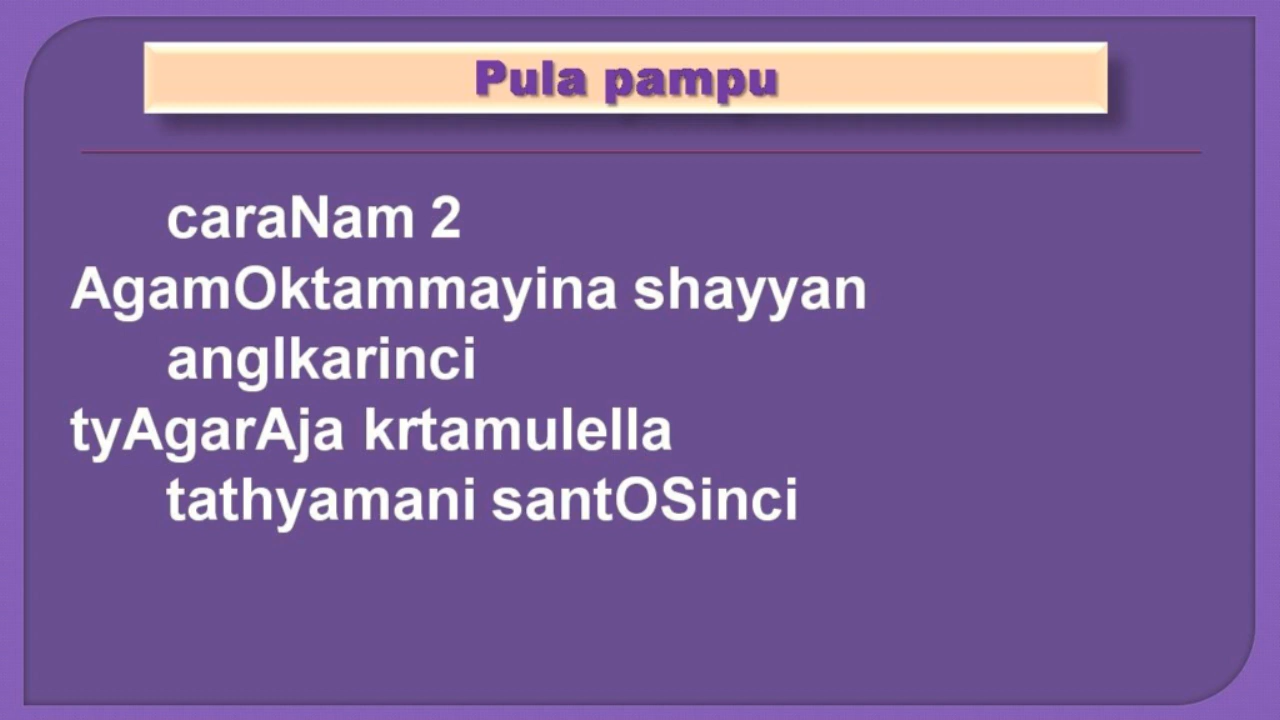 Pula pampu
caraNam 2
AgamOktammayina shayyan
angIkarinci
tyAgarAja krtamulella
tathyamani santOSinci